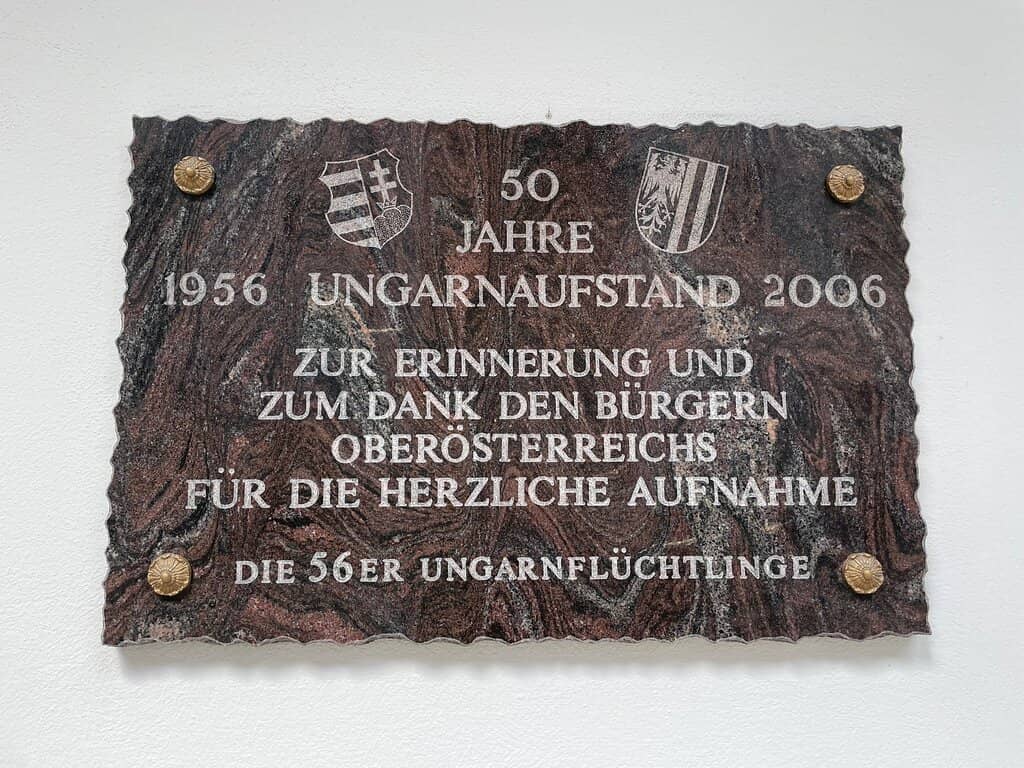 50
JAHRE
1956 UNGARNAUFSTAND 2006
ZUR ERINNERUNG UND
ZUM DANK DEN BÜRGERN
OBERÖSTERREICHS
FÜR DIE HERZLICHE AUFNAHME
DIE 56ER UNGARNFLÜCHTLINGE